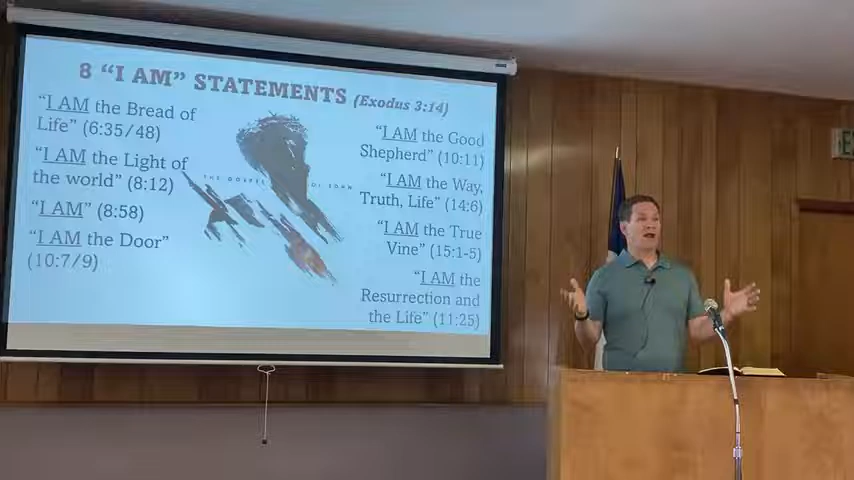 8 “I AM” STATEMENTS (Exodus 3:14)
“I AM the Bread of
Life” (6:35/48)
“I AM the Light of
the world” (8:12)
“I AM” (8:58)
“I AM the Door”
(10:7/9)
THE GOSPEL OF JOHN
“I AM the Good
Shepherd” (10:11)
“I AM the Way,
Truth, Life” (14:6)
“I AM the True
Vine” (15:1-5)
“I AM the
Resurrection and
the Life” (11:25)